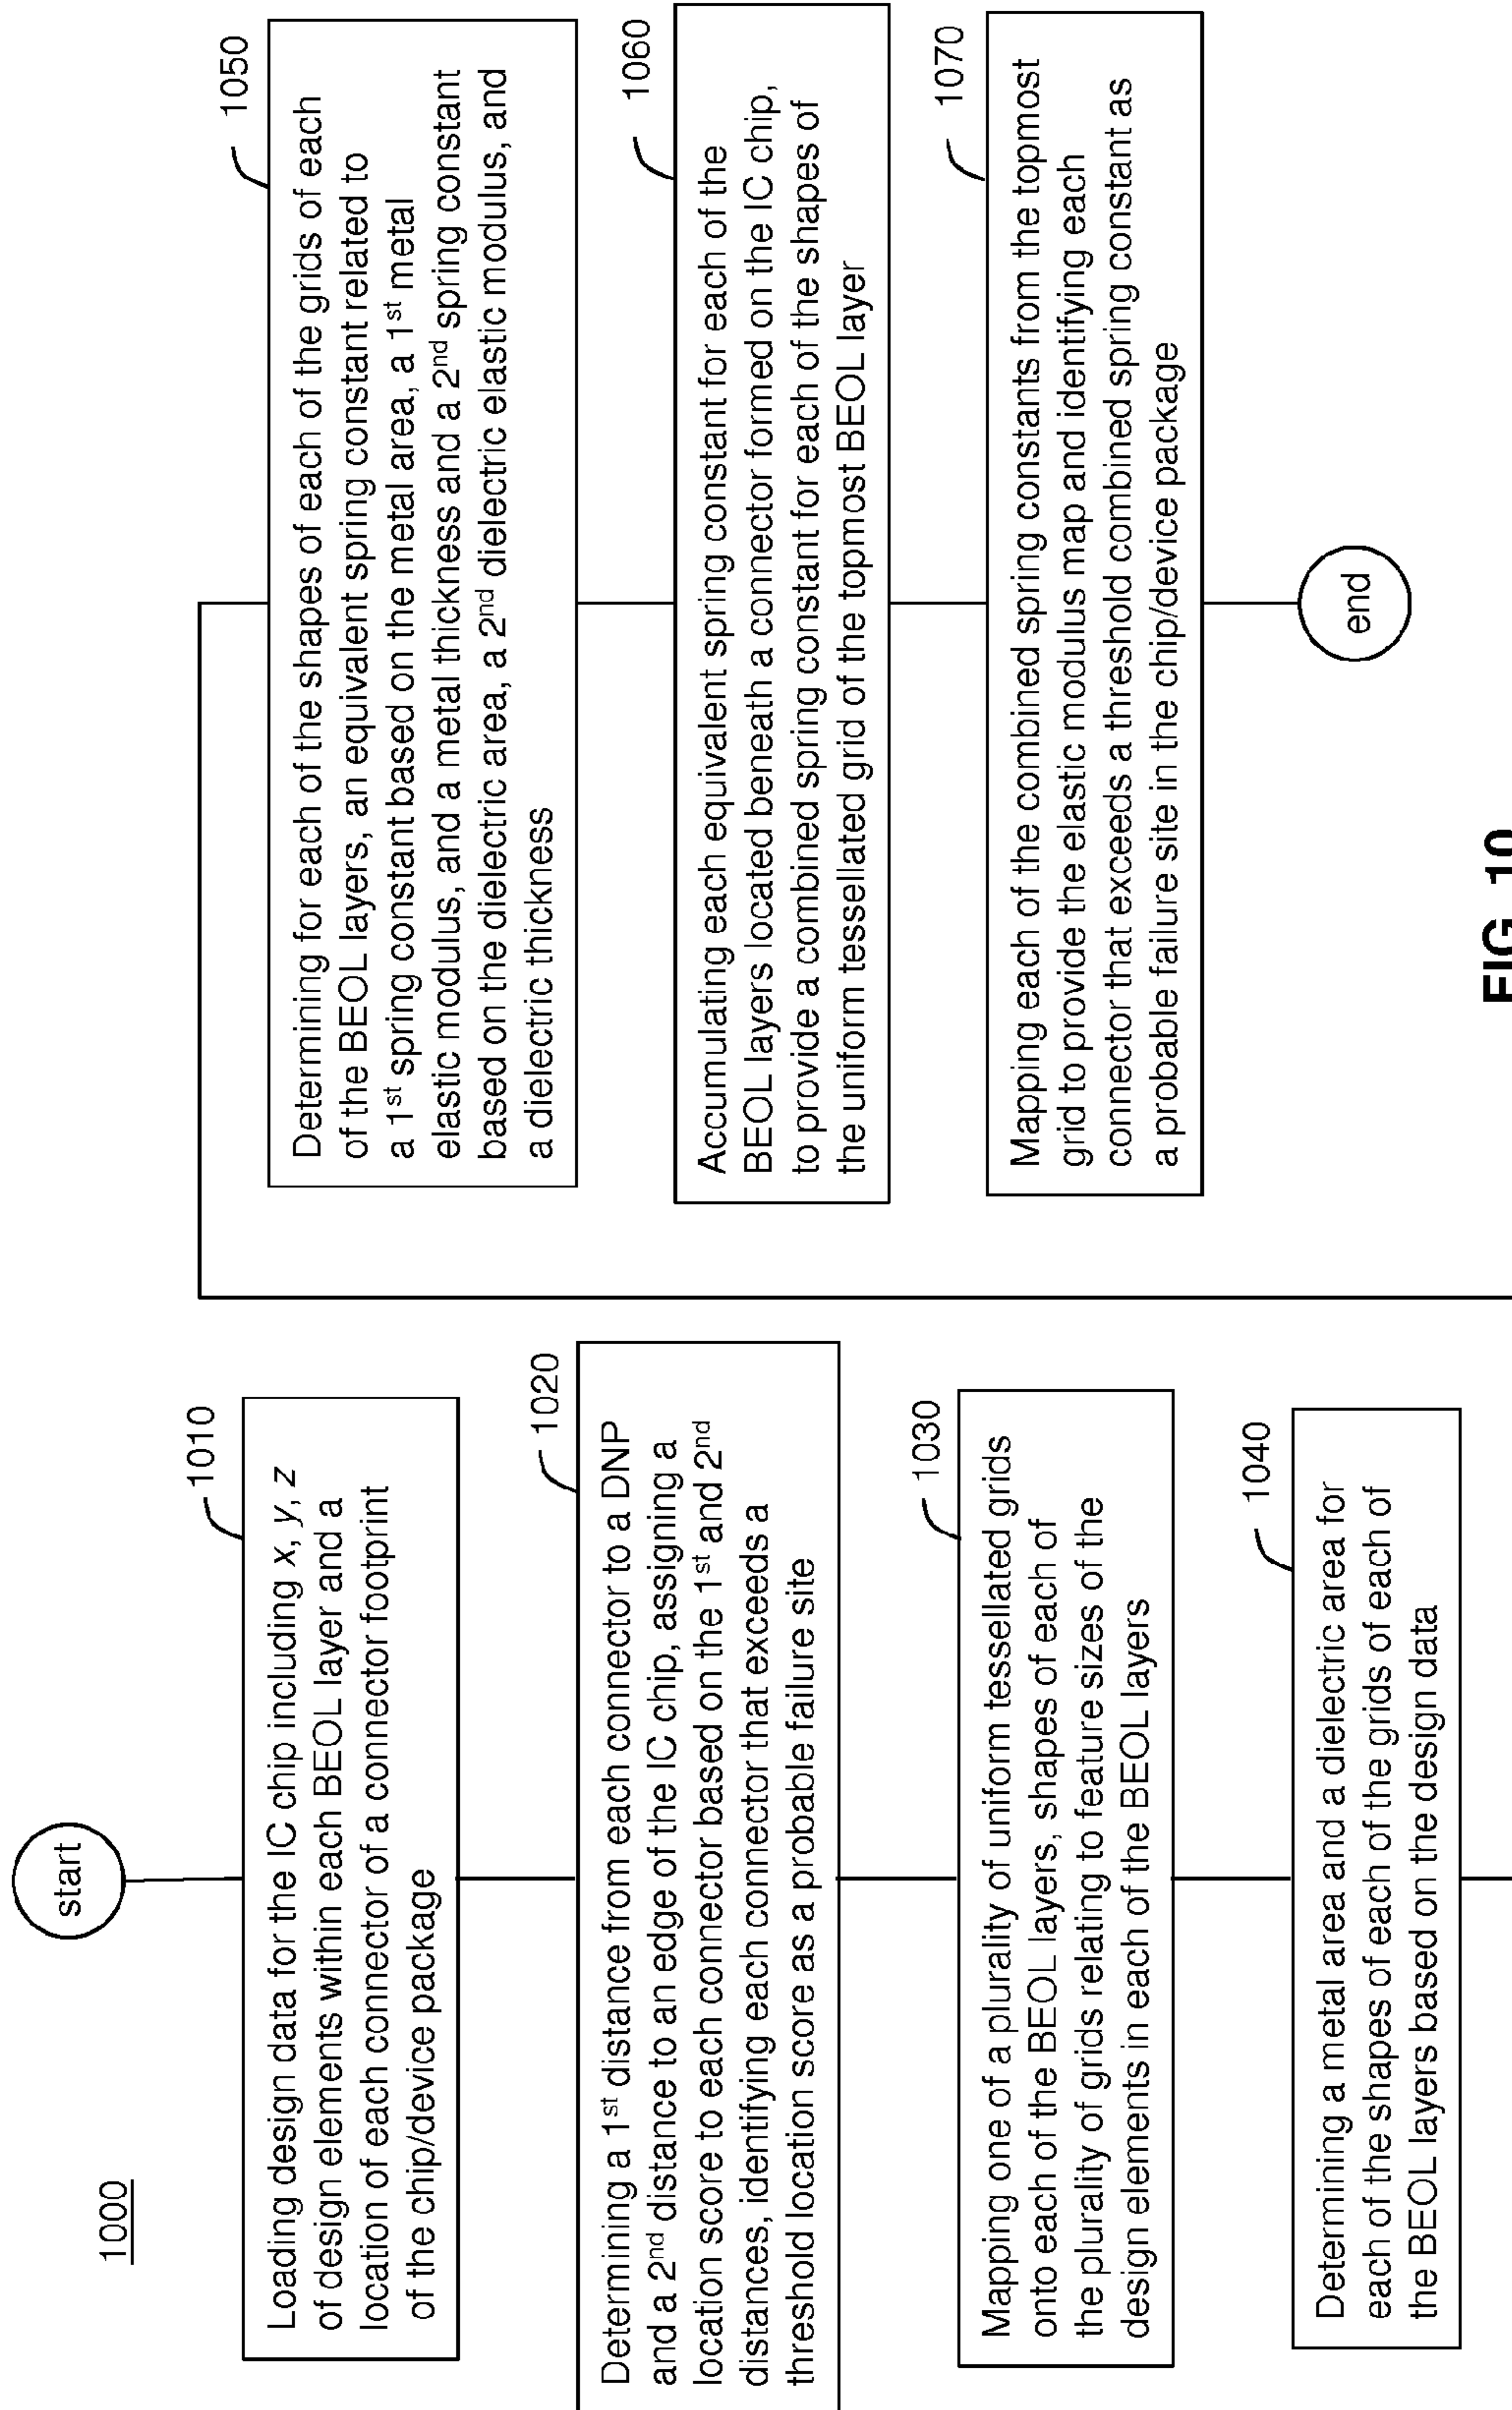 1000
start
1010
Loading design data for the IC chip including x, y, z
of design elements within each BEOL layer and a
location of each connector of a connector footprint
of the chip/device package
1020
Determining a 1st distance from each connector to a DNP
and a 2nd distance to an edge of the IC chip, assigning a
location score to each connector based on the 1st and 2nd
distances, identifying each connector that exceeds a
threshold location score as a probable failure site
1030
Mapping one of a plurality of uniform tessellated grids
onto each of the BEOL layers, shapes of each of
the plurality of grids relating to feature sizes of the
design elements in each of the BEOL layers
1040
Determining a metal area and a dielectric area for
each of the shapes of each of the grids of each of
the BEOL layers based on the design data
1050
Determining for each of the shapes of each of the grids of each
of the BEOL layers, an equivalent spring constant related to
a 1st spring constant based on the metal area, a 1st metal
elastic modulus, and a metal thickness and a 2nd spring constant
based on the dielectric area, a 2nd dielectric elastic modulus, and
a dielectric thickness
1060
Accumulating each equivalent spring constant for each of the
BEOL layers located beneath a connector formed on the IC chip,
to provide a combined spring constant for each of the shapes of
the uniform tessellated grid of the topmost BEOL layer
1070
Mapping each of the combined spring constants from the topmost
grid to provide the elastic modulus map and identifying each
connector that exceeds a threshold combined spring constant as
a probable failure site in the chip/device package
end
FIG. 10